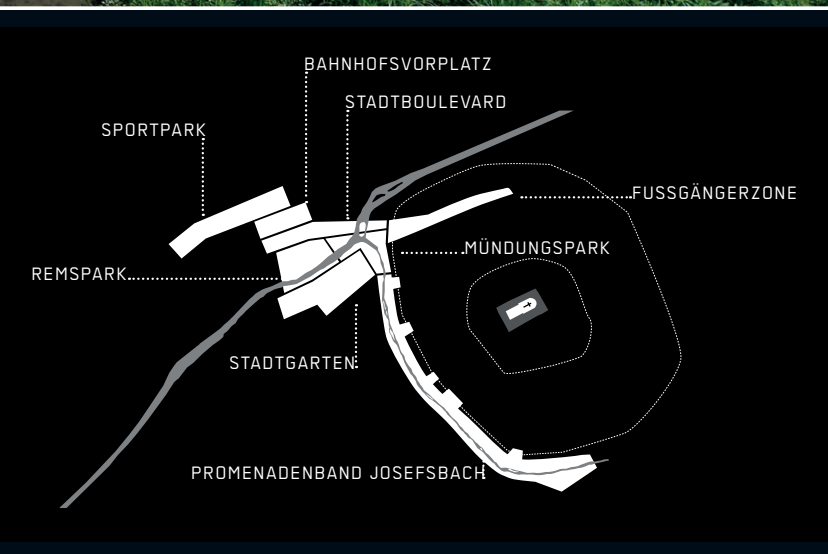 BAHNHOFSVORPLATZ
STADTBOULEVARD
SPORTPARK
FUSSGÄNGERZONE
MÜNDUNGSPARK
REMSPARK
STADTGARTEN
PROMENADENBAND JOSEFSBACH